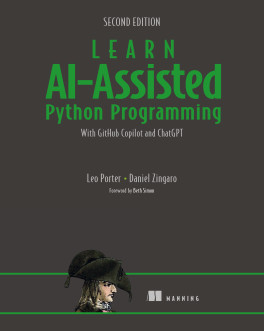 SECOND EDITION
LEARN
AI-Assisted
Python Programming
With GitHub Copilot and ChatGPT
Leo Porter • Daniel Zingaro
Foreword by Beth Simon
MANNING